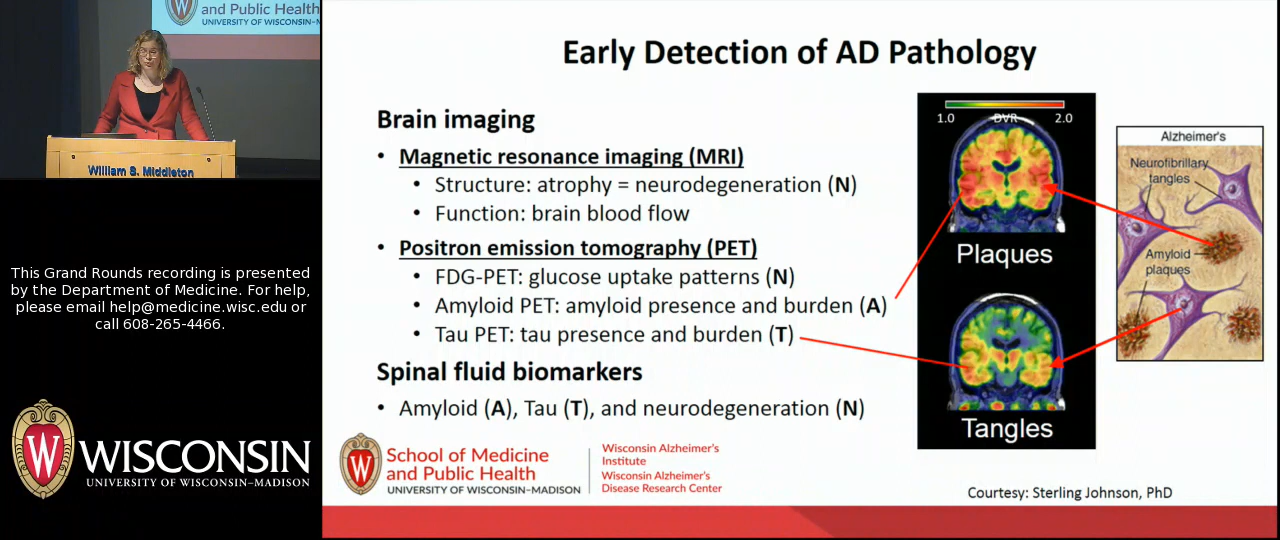 and Public Health
UNIVERSITY OF WISCONSIN-M
William S. Middleton
This Grand Rounds recording is presented
by the Department of Medicine. For help,
please email help@medicine.wisc.edu or
call 608-265-4466.
W
WISCONSIN
UNIVERSITY OF WISCONSIN–MADISON
Early Detection of AD Pathology
Brain imaging
• Magnetic resonance imaging (MRI)
• Structure: atrophy = neurodegeneration (N)
• Function: brain blood flow
• Positron emission tomography (PET)
• FDG-PET: glucose uptake patterns (N)
• Amyloid PET: amyloid presence and burden (A)
• Tau PET: tau presence and burden (T)
Spinal fluid biomarkers
• Amyloid (A), Tau (T), and neurodegeneration (N)
1.0 DVR 2.0
Plaques
Tangles
Alzheimer's
Neurofibrillary
tangles
Amyloid
plaques
W
School of Medicine
and Public Health
UNIVERSITY OF WISCONSIN-MADISON
Wisconsin Alzheimer's
Institute
Wisconsin Alzheimer's
Disease Research Center
Courtesy: Sterling Johnson, PhD